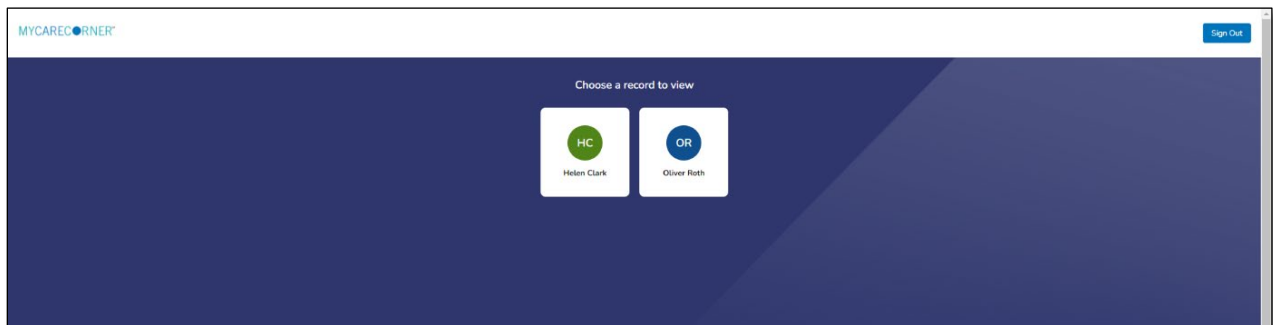 MYCARECORNER™
Sign Out
Choose a record to view
HC
OR
Helen Clark
Oliver Roth